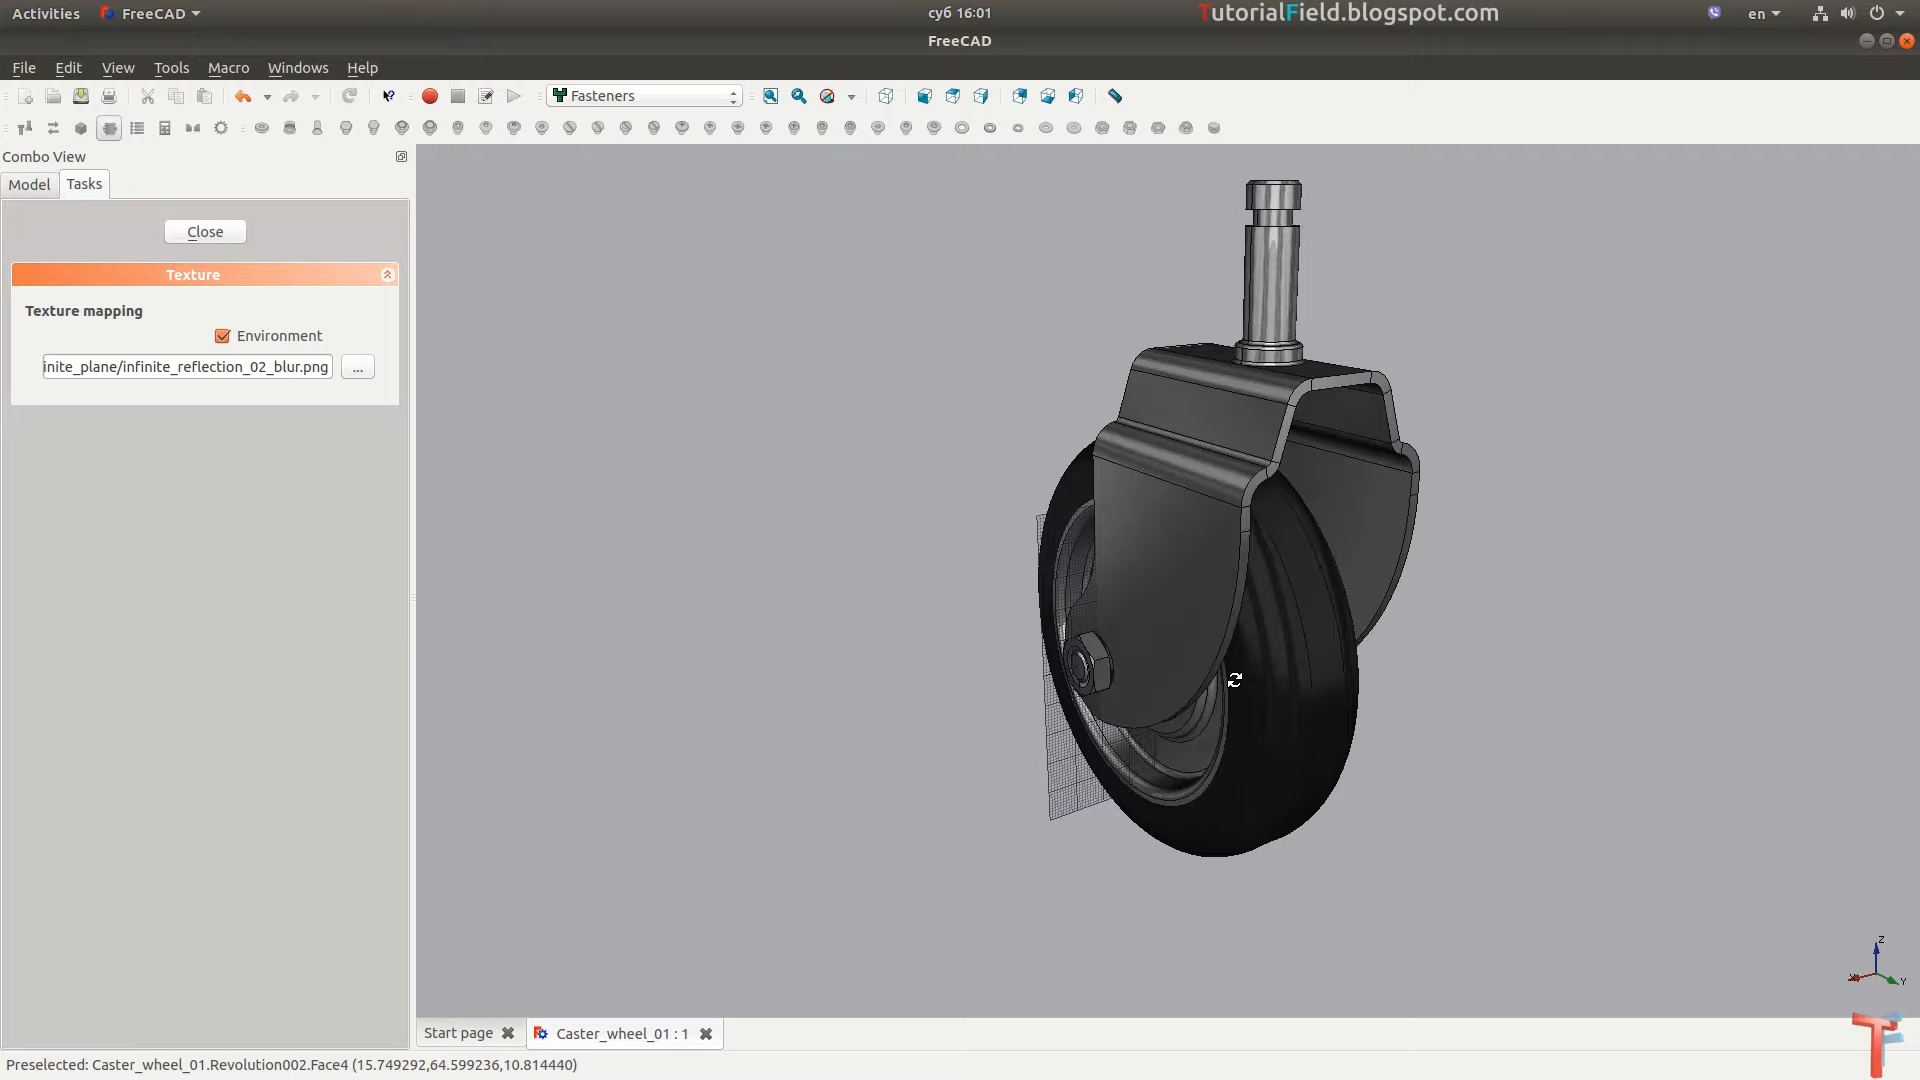 Activities
FreeCAD
суб 16:01
TutorialField.blogspot.com
en
FreeCAD
File
Edit
View
Tools
Macro
Windows
Help
Fasteners
Combo View
Model
Tasks
Close
Texture
Texture mapping
Environment
inite_plane/infinite_reflection_02_blur.png
...
Z
X
Y
Start page
Caster_wheel_01 : 1
TF
Preselected: Caster_wheel_01.Revolution002.Face4 (15.749292,64.599236,10.814440)